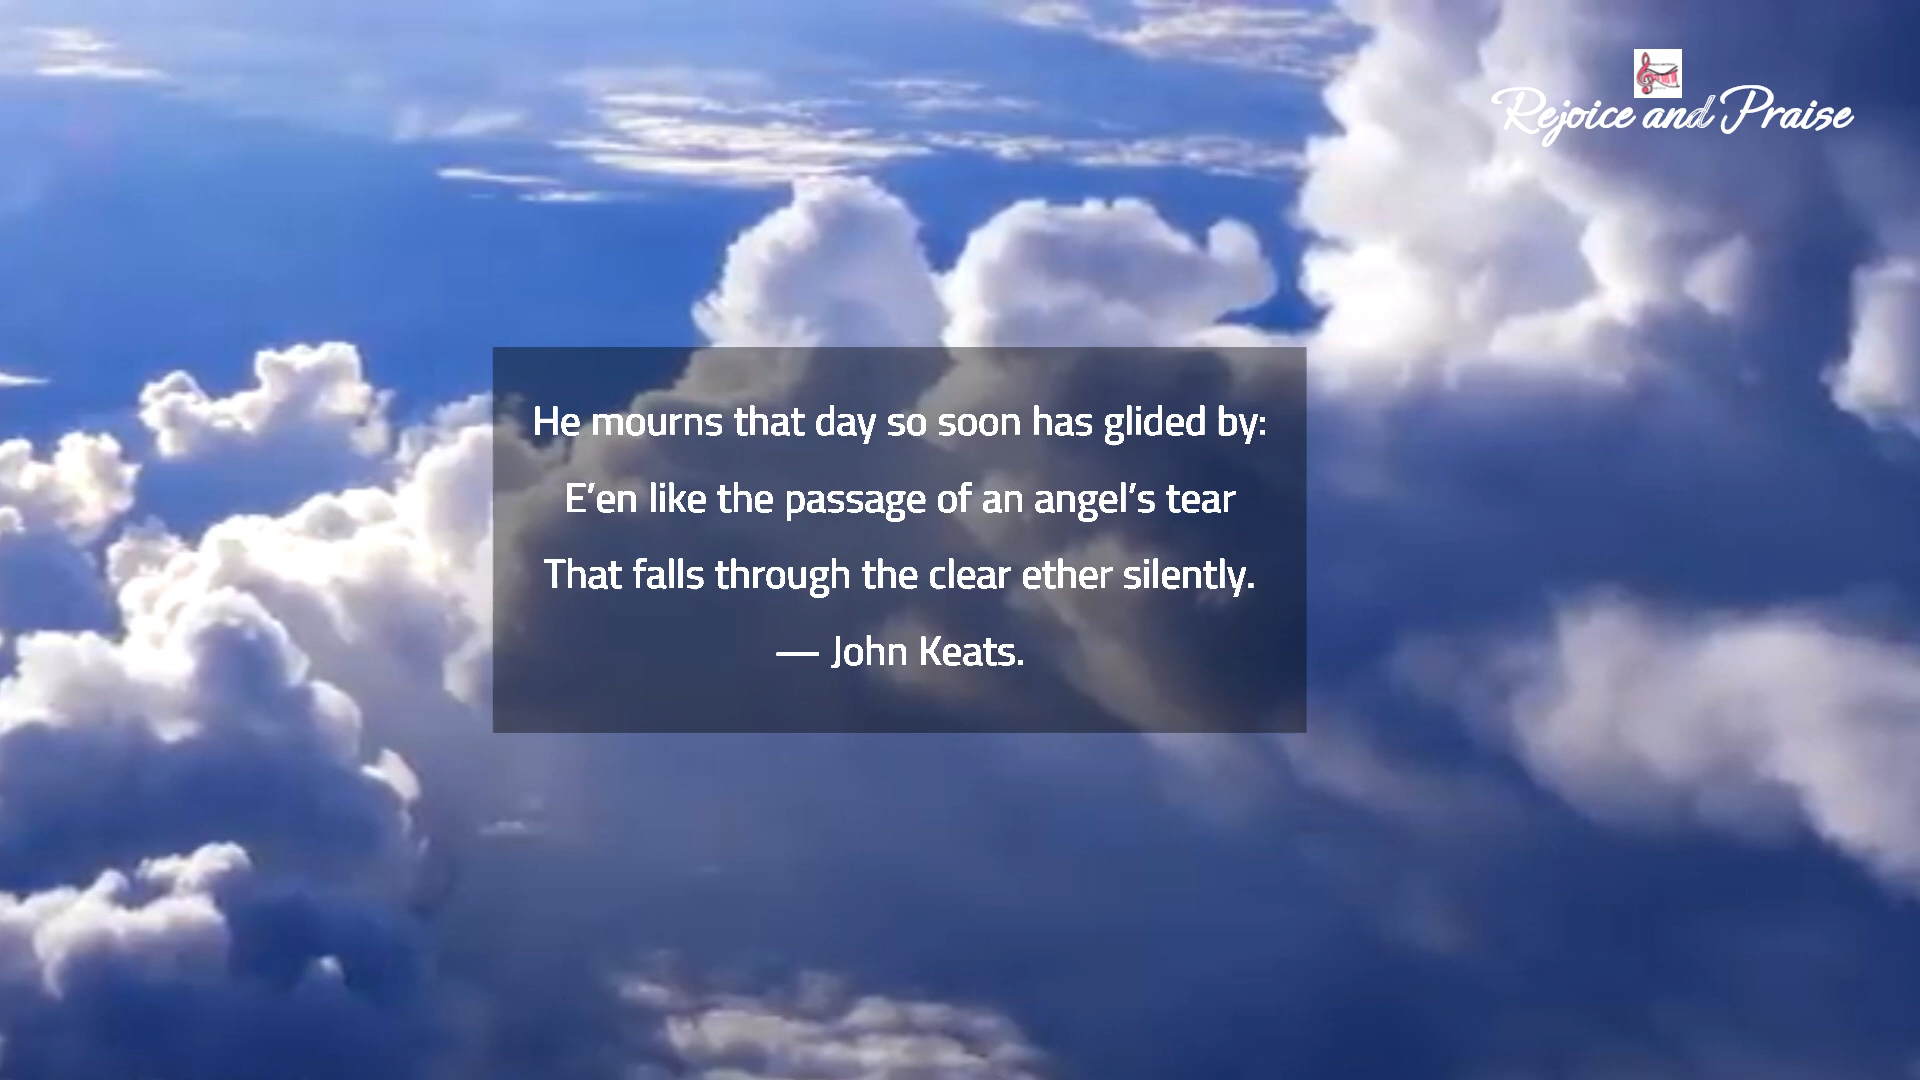 Rejoice and Praise
He mourns that day so soon has glided by:
E’en like the passage of an angel’s tear
That falls through the clear ether silently.
— John Keats.